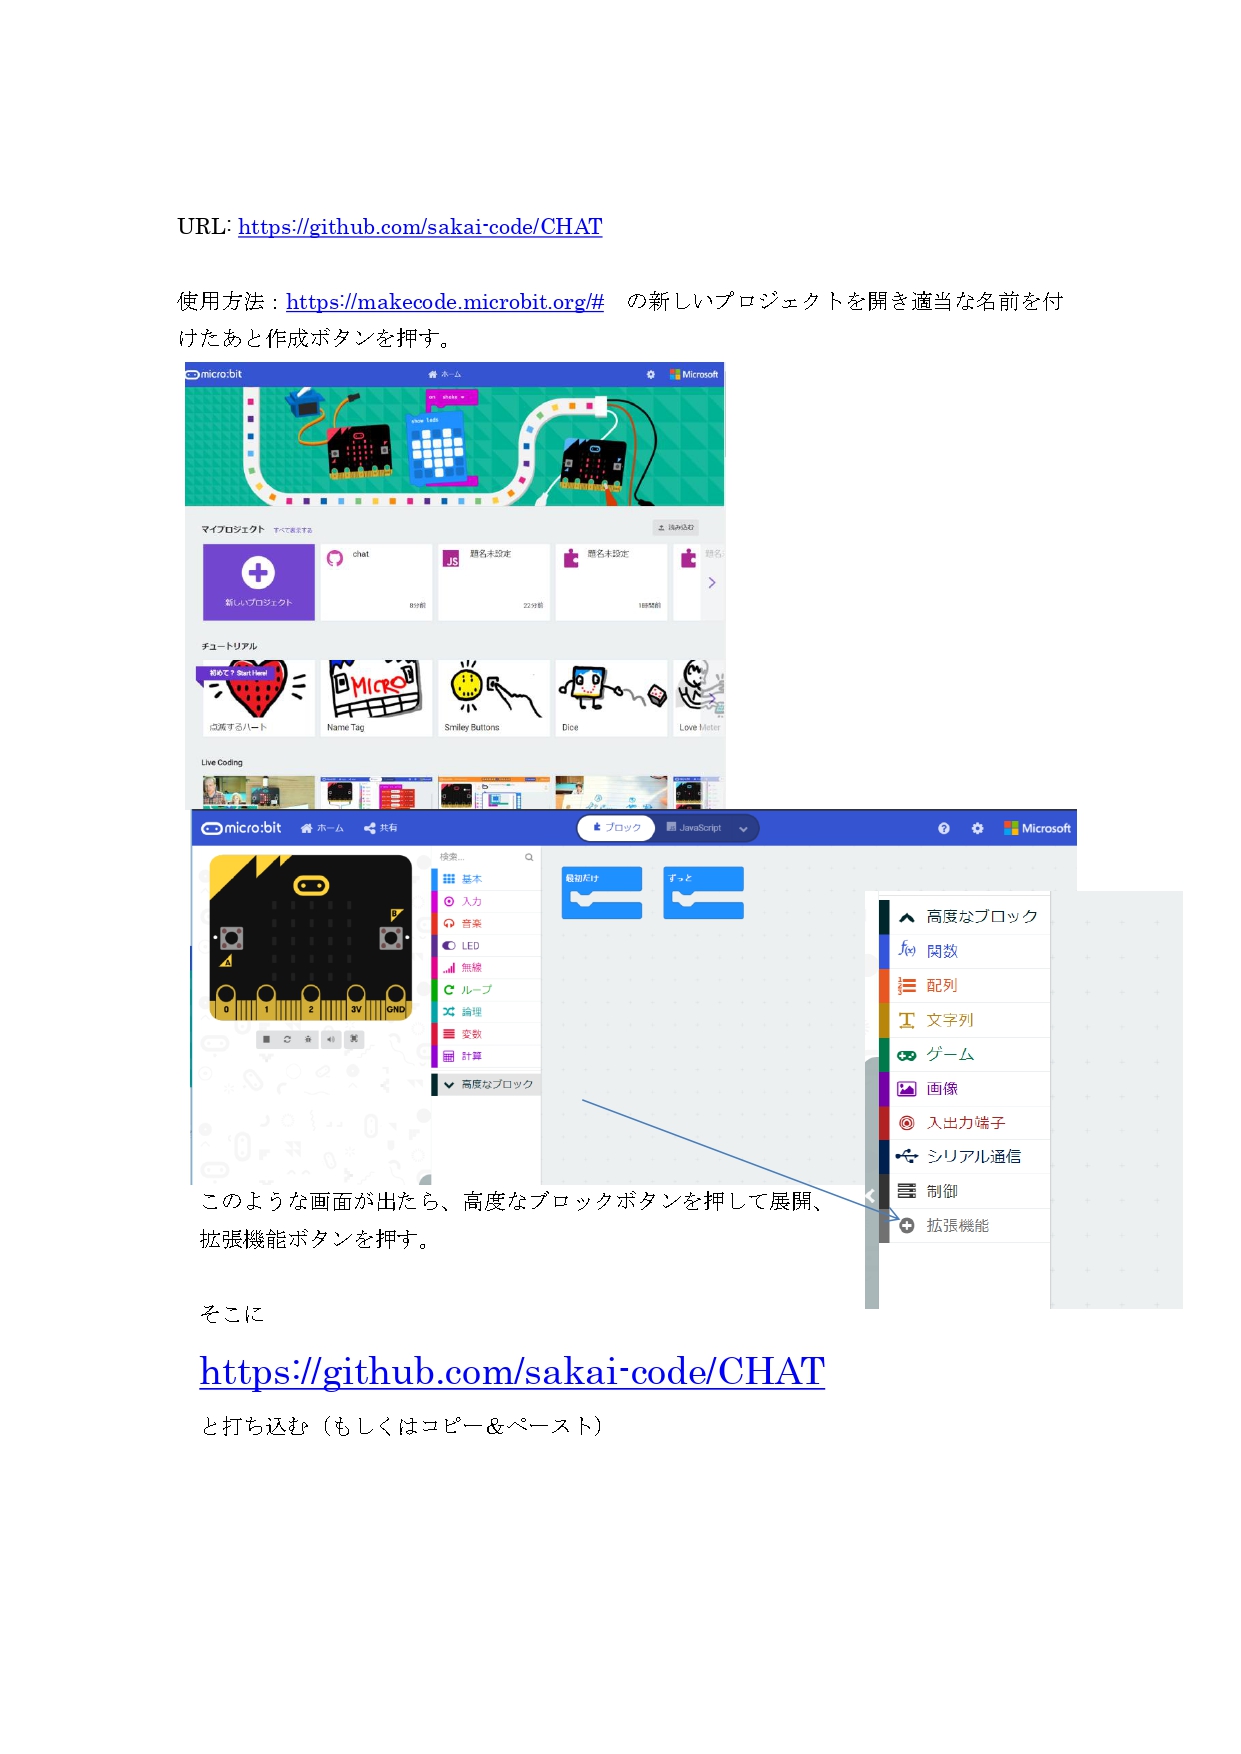 URL: https://github.com/sakai-code/CHAT
使用方法：https://makecode.microbit.org/#　の新しいプロジェクトを開き適当な名前を付
けたあと作成ボタンを押す。
micro:bit ホーム Microsoft
on shake
show leds
マイプロジェクト すべて表示する 読み込む
新しいプロジェクト
chat
8分前
JS 題名未設定
22分前
題名未設定
1時間前
題名
チュートリアル
初めて？ Start Here!
MICRO
点滅するハート Name Tag Smiley Buttons Dice Love Meter
Live Coding
micro:bit ホーム 共有 ブロック JavaScript Microsoft
検索...
基本
入力
音楽
LED
無線
ループ
論理
変数
計算
高度なブロック
最初だけ ずっと
B
A
0 1 2 3V GND
高度なブロック
f(x) 関数
配列
文字列
ゲーム
画像
入出力端子
シリアル通信
制御
拡張機能
このような画面が出たら、高度なブロックボタンを押して展開、
拡張機能ボタンを押す。
そこに
https://github.com/sakai-code/CHAT
と打ち込む（もしくはコピー＆ペースト）